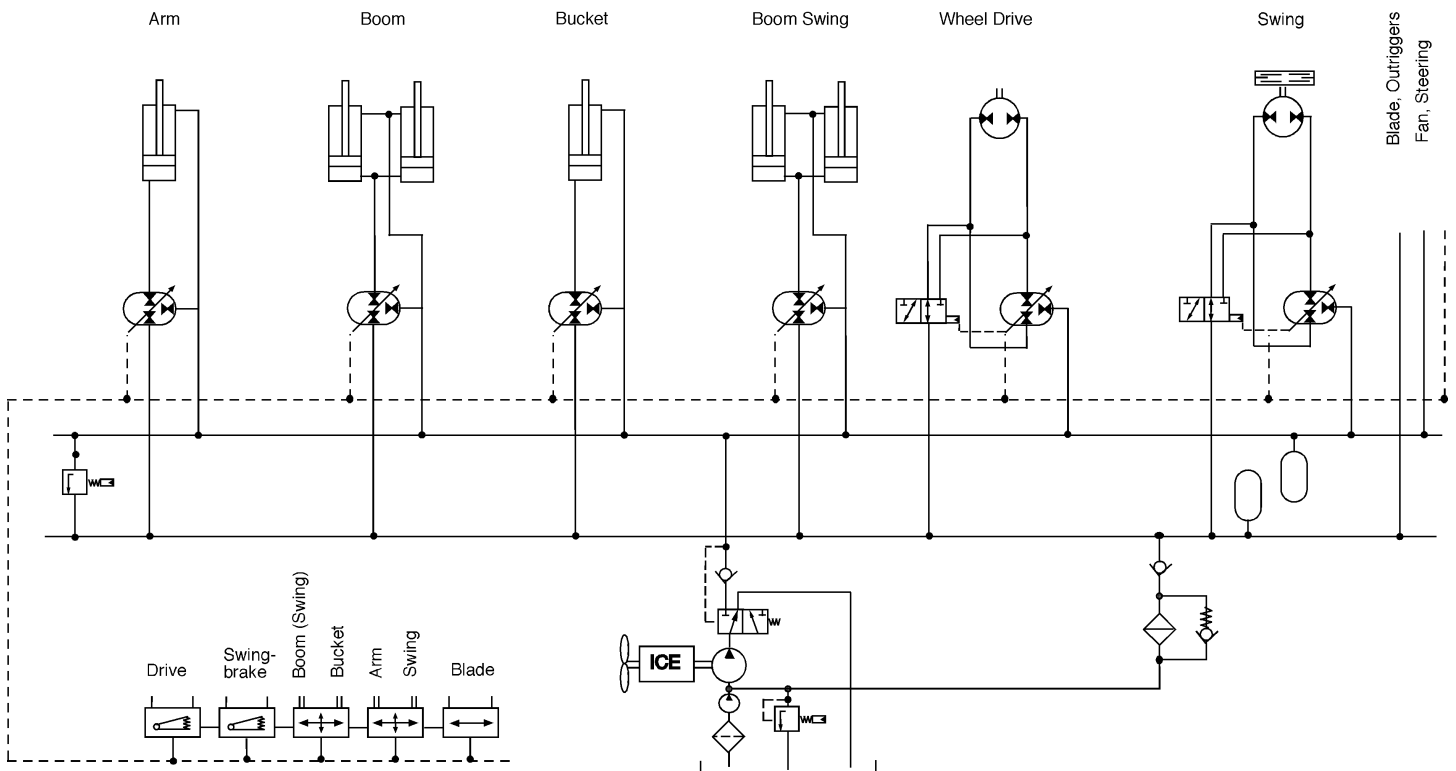 Arm
Boom
Bucket
Boom Swing
Wheel Drive
Swing
Blade, Outriggers
Fan, Steering
Drive
Swing-
brake
Boom (Swing)
Bucket
Arm
Swing
Blade
ICE